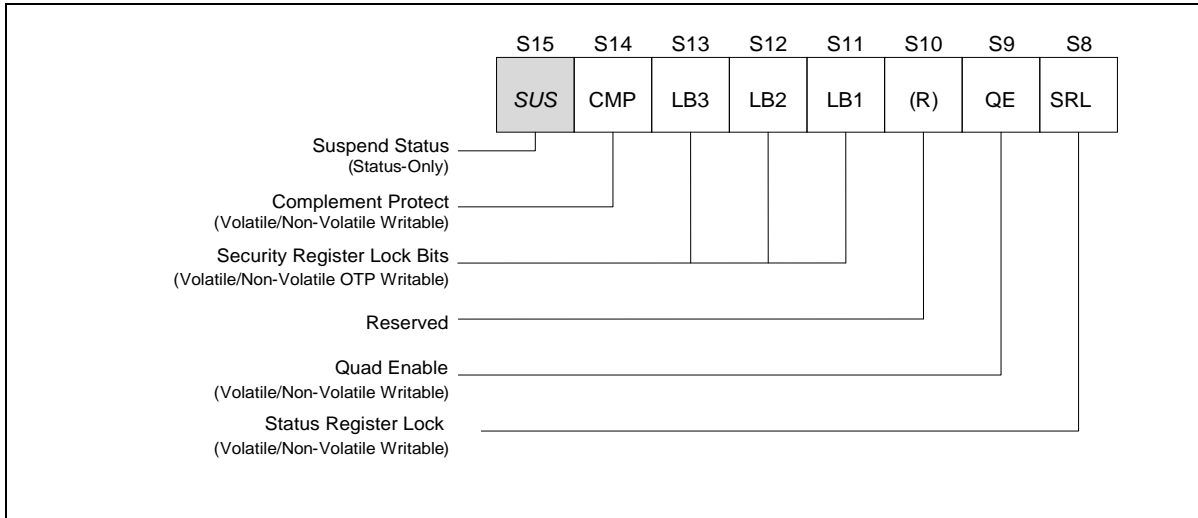 S15 S14 S13 S12 S11 S10 S9 S8
SUS CMP LB3 LB2 LB1 (R) QE SRL
Suspend Status
(Status-Only)
Complement Protect
(Volatile/Non-Volatile Writable)
Security Register Lock Bits
(Volatile/Non-Volatile OTP Writable)
Reserved
Quad Enable
(Volatile/Non-Volatile Writable)
Status Register Lock
(Volatile/Non-Volatile Writable)